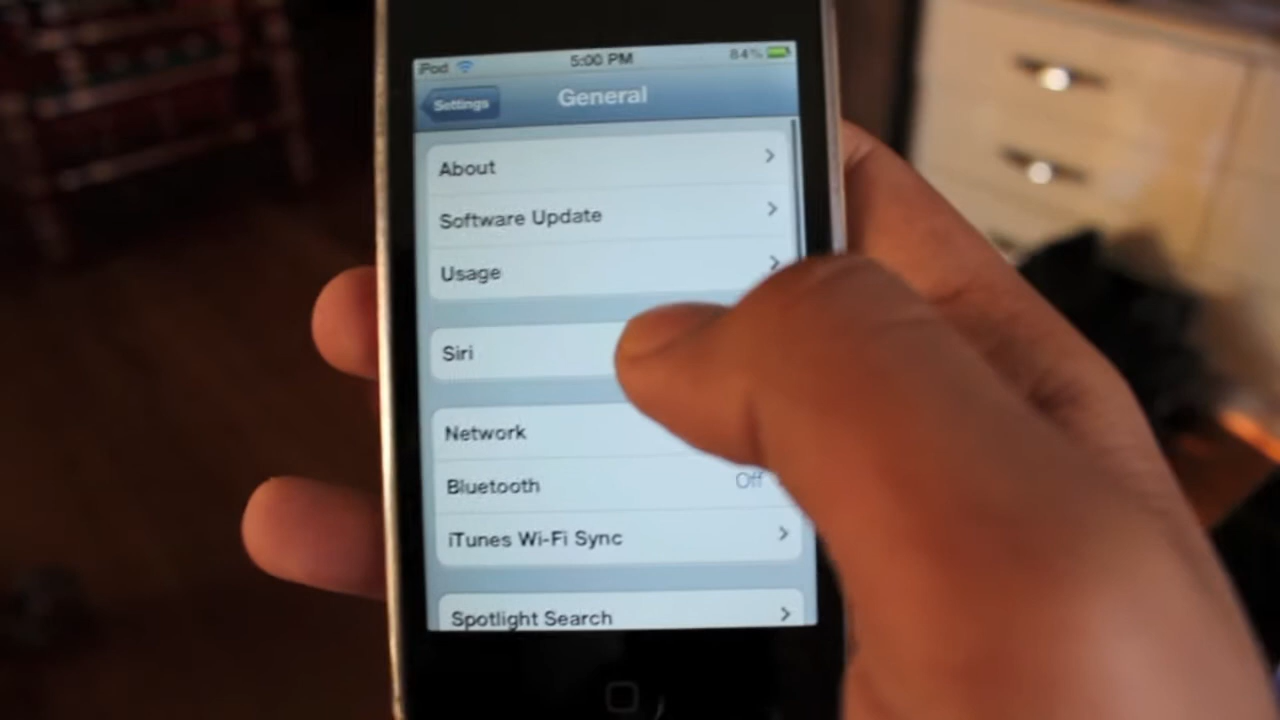 iPod 5:00 PM 84%
Settings General
About
Software Update
Usage
Siri
Network
Bluetooth Off
iTunes Wi-Fi Sync
Spotlight Search